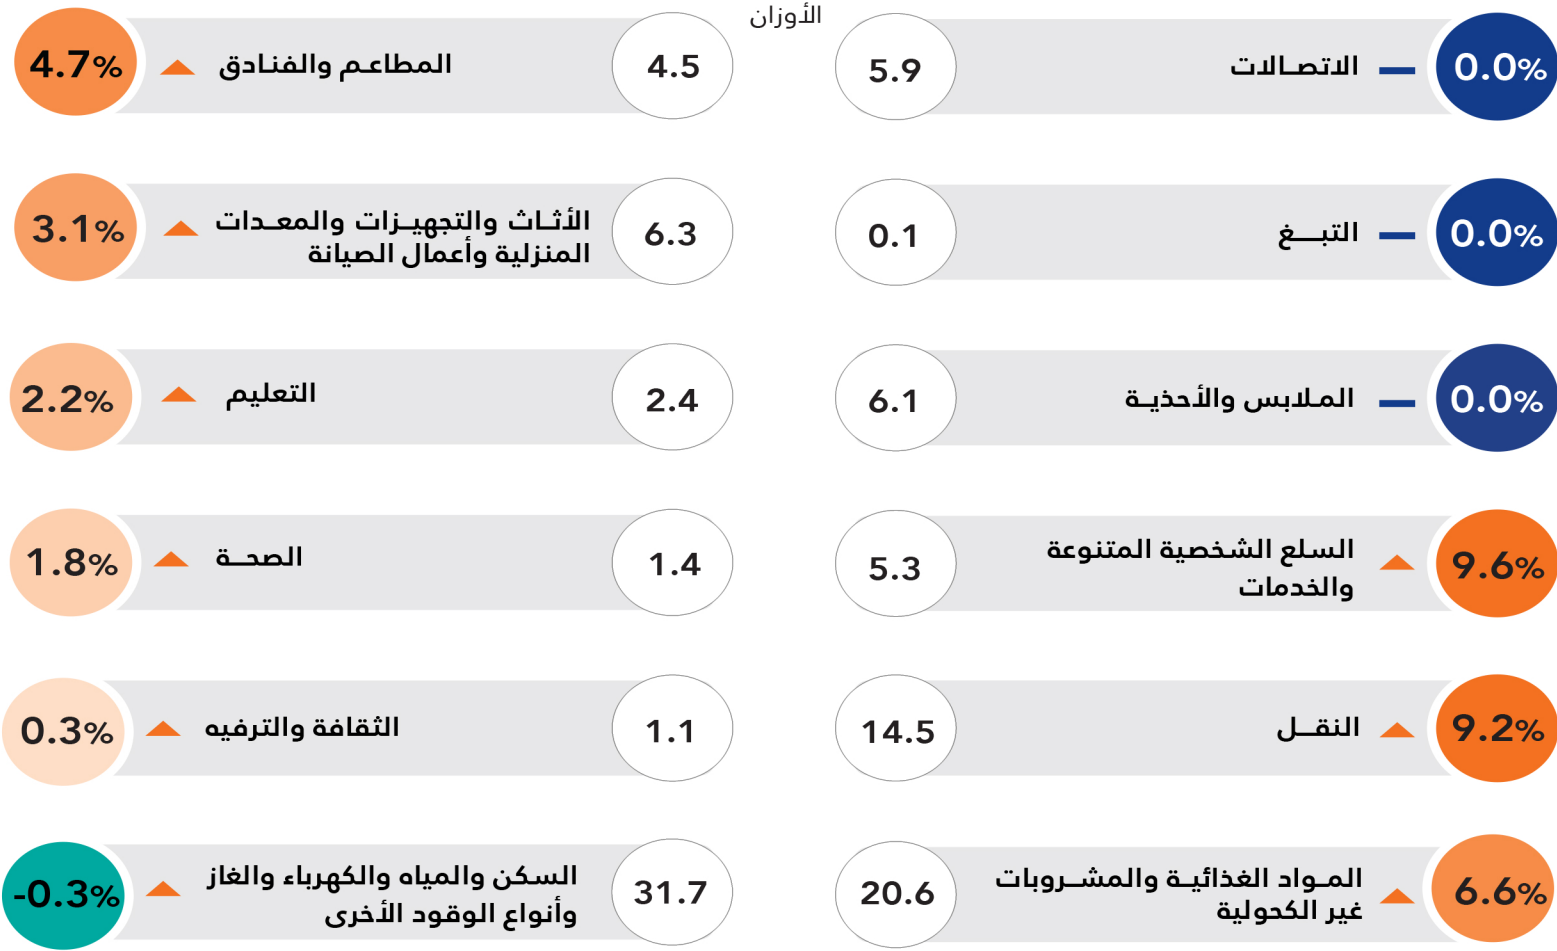 الأوزان
0.0%
الاتصالات
5.9
4.5
المطاعم والفنادق
4.7%
0.0%
التبغ
0.1
6.3
الأثاث والتجهيزات والمعدات
المنزلية وأعمال الصيانة
3.1%
0.0%
الملابس والأحذية
6.1
2.4
التعليم
2.2%
9.6%
السلع الشخصية المتنوعة
والخدمات
5.3
1.4
الصحة
1.8%
9.2%
النقل
14.5
1.1
الثقافة والترفيه
0.3%
6.6%
المواد الغذائية والمشروبات
غير الكحولية
20.6
31.7
السكن والمياه والكهرباء والغاز
وأنواع الوقود الأخرى
-0.3%